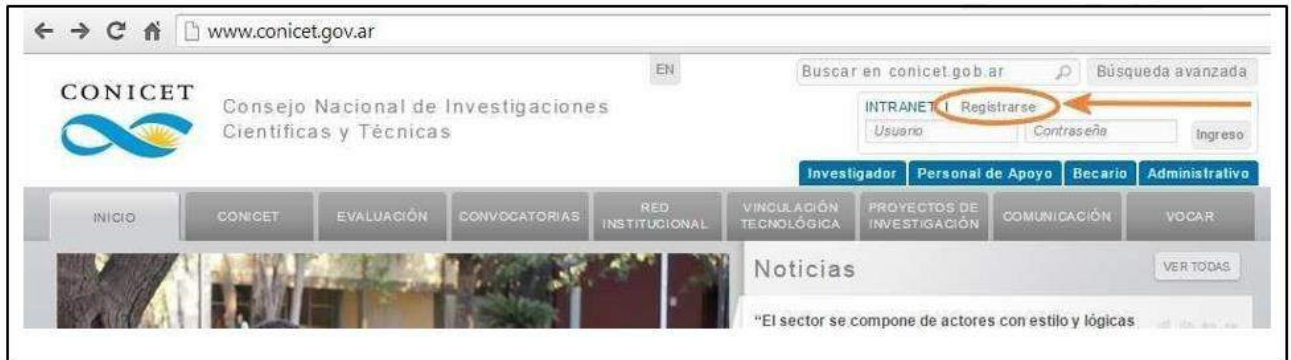 www.conicet.gov.ar
EN
Buscar en conicet.gob.ar
Búsqueda avanzada
CONICET
Consejo Nacional de Investigaciones
Científicas y Técnicas
INTRANET | Registrarse
Usuario
Contraseña
Ingreso
Investigador
Personal de Apoyo
Becario
Administrativo
INICIO
CONICET
EVALUACIÓN
CONVOCATORIAS
RED
INSTITUCIONAL
VINCULACIÓN
TECNOLÓGICA
PROYECTOS DE
INVESTIGACIÓN
COMUNICACIÓN
VOCAR
Noticias
VER TODAS
“El sector se compone de actores con estilo y lógicas